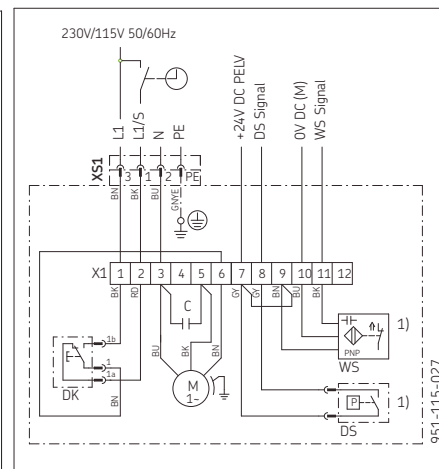 230V/115V 50/60Hz
L1
L1/S
N
PE
+24V DC PELV
DS Signal
0V DC (M)
WS Signal
XS1
3 1 2 PE
BN BK BU GNYE
X1 1 2 3 4 5 6 7 8 9 10 11 12
BK RD GY GY BN BU BK
C
1b
1
1a
DK
BN
BU BK BN
M
1~
PNP
WS
1)
P
DS
1)
951-115-027